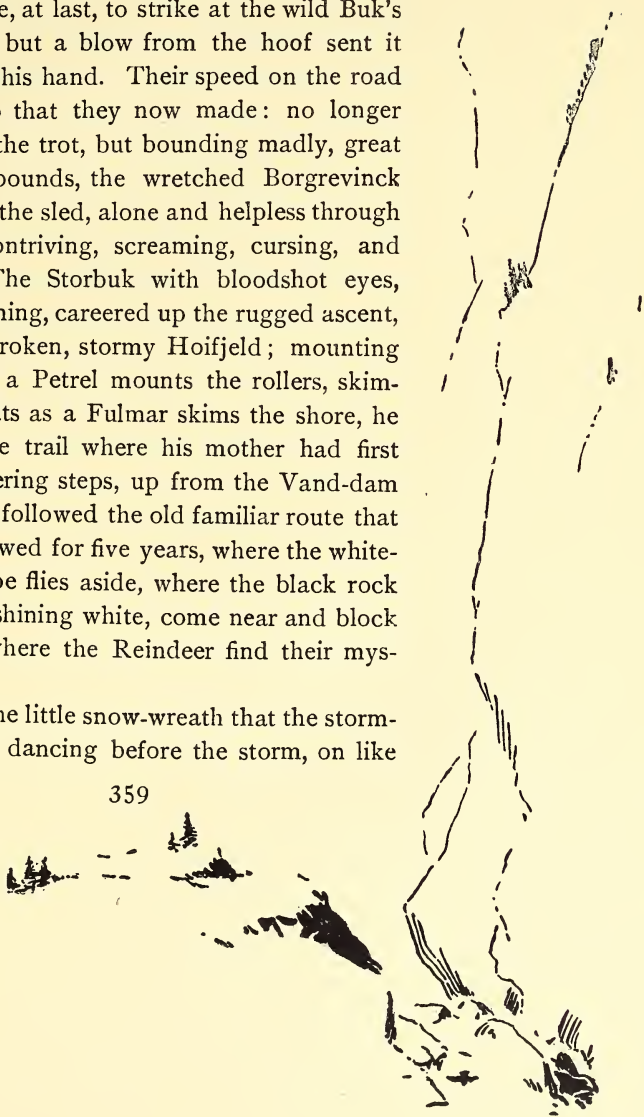 e, at last, to strike at the wild Buk's
but a blow from the hoof sent it
his hand. Their speed on the road
that they now made: no longer
the trot, but bounding madly, great
bounds, the wretched Borgrevinck
the sled, alone and helpless through
ontriving, screaming, cursing, and
The Storbuk with bloodshot eyes,
ning, careered up the rugged ascent,
roken, stormy Hoifjeld; mounting
a Petrel mounts the rollers, skim-
ts as a Fulmar skims the shore, he
e trail where his mother had first
ering steps, up from the Vand-dam
followed the old familiar route that
wed for five years, where the white-
pe flies aside, where the black rock
shining white, come near and block
where the Reindeer find their mys-
ne little snow-wreath that the storm-
dancing before the storm, on like
359